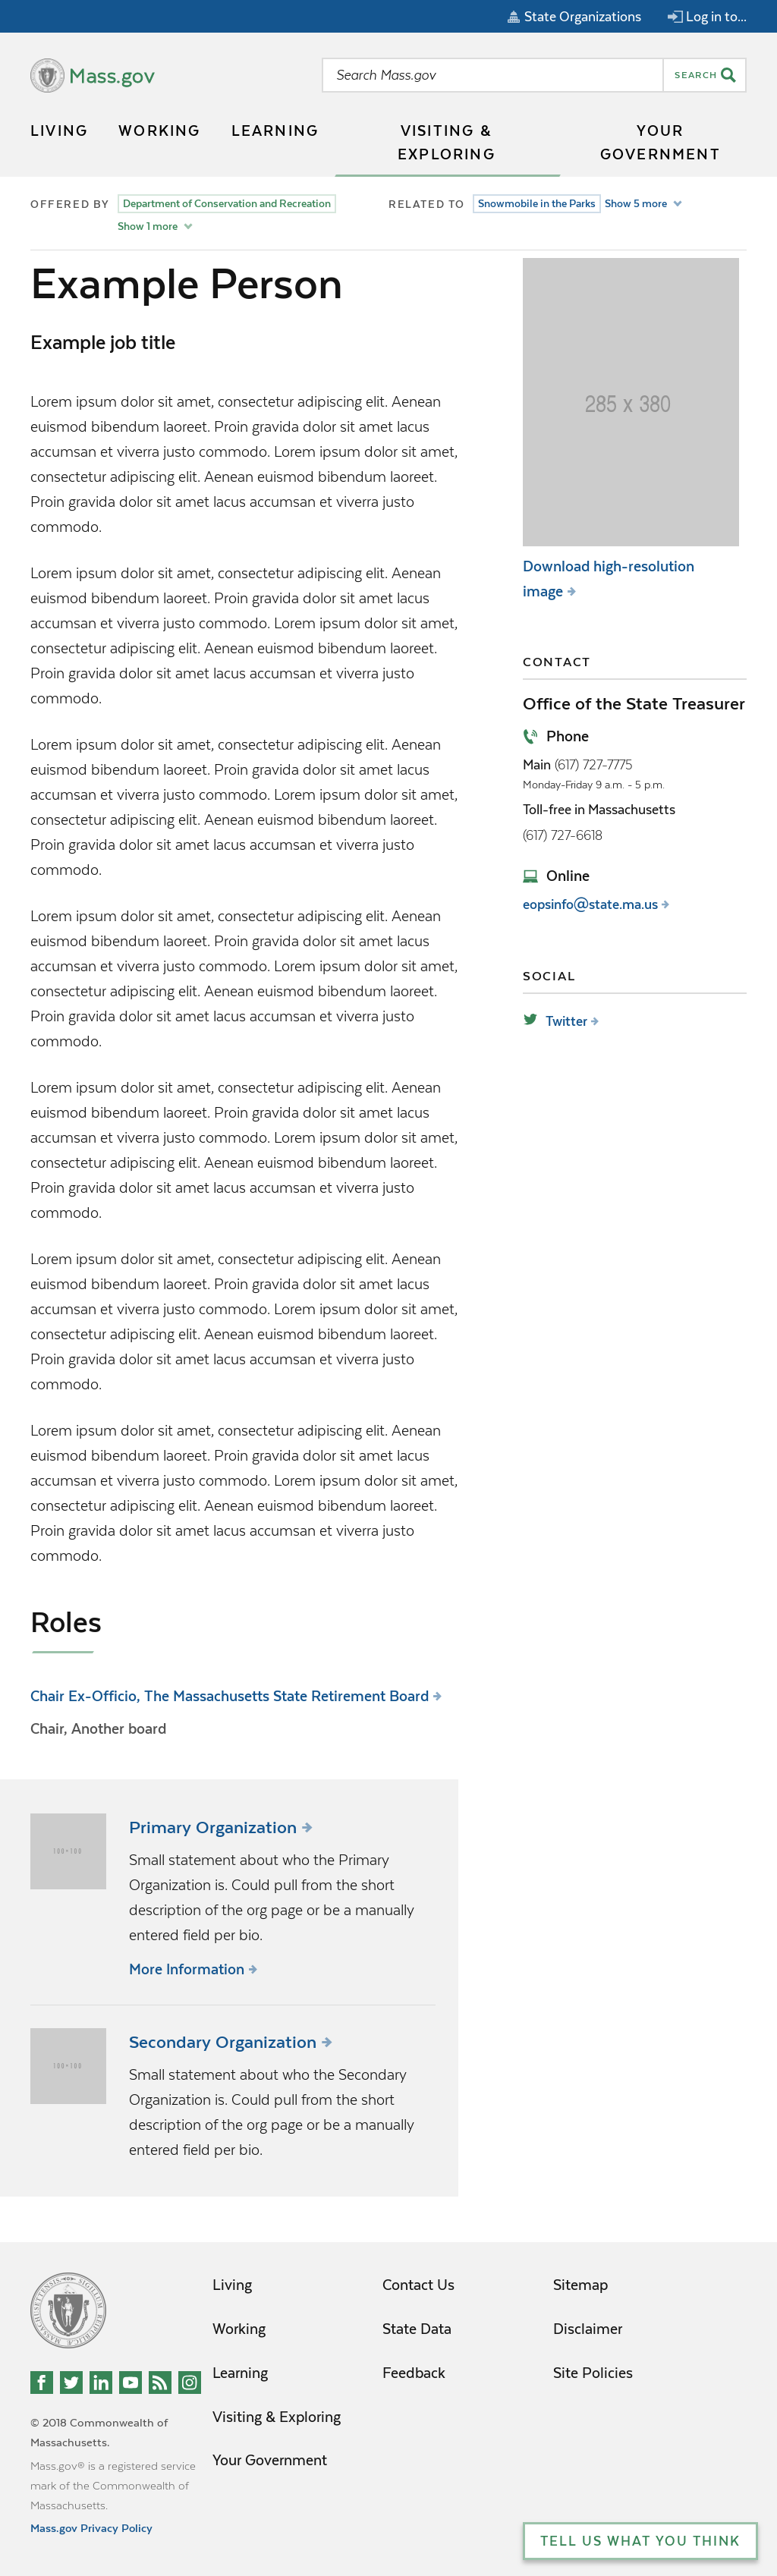 State Organizations
Log in to...
Mass.gov
Search Mass.gov
SEARCH
LIVING
WORKING
LEARNING
VISITING &
EXPLORING
YOUR
GOVERNMENT
OFFERED BY
Department of Conservation and Recreation
Show 1 more
RELATED TO
Snowmobile in the Parks
Show 5 more
Example Person
Example job title
Lorem ipsum dolor sit amet, consectetur adipiscing elit. Aenean
euismod bibendum laoreet. Proin gravida dolor sit amet lacus
accumsan et viverra justo commodo. Lorem ipsum dolor sit amet,
consectetur adipiscing elit. Aenean euismod bibendum laoreet.
Proin gravida dolor sit amet lacus accumsan et viverra justo
commodo.
Lorem ipsum dolor sit amet, consectetur adipiscing elit. Aenean
euismod bibendum laoreet. Proin gravida dolor sit amet lacus
accumsan et viverra justo commodo. Lorem ipsum dolor sit amet,
consectetur adipiscing elit. Aenean euismod bibendum laoreet.
Proin gravida dolor sit amet lacus accumsan et viverra justo
commodo.
Lorem ipsum dolor sit amet, consectetur adipiscing elit. Aenean
euismod bibendum laoreet. Proin gravida dolor sit amet lacus
accumsan et viverra justo commodo. Lorem ipsum dolor sit amet,
consectetur adipiscing elit. Aenean euismod bibendum laoreet.
Proin gravida dolor sit amet lacus accumsan et viverra justo
commodo.
Lorem ipsum dolor sit amet, consectetur adipiscing elit. Aenean
euismod bibendum laoreet. Proin gravida dolor sit amet lacus
accumsan et viverra justo commodo. Lorem ipsum dolor sit amet,
consectetur adipiscing elit. Aenean euismod bibendum laoreet.
Proin gravida dolor sit amet lacus accumsan et viverra justo
commodo.
Lorem ipsum dolor sit amet, consectetur adipiscing elit. Aenean
euismod bibendum laoreet. Proin gravida dolor sit amet lacus
accumsan et viverra justo commodo. Lorem ipsum dolor sit amet,
consectetur adipiscing elit. Aenean euismod bibendum laoreet.
Proin gravida dolor sit amet lacus accumsan et viverra justo
commodo.
Lorem ipsum dolor sit amet, consectetur adipiscing elit. Aenean
euismod bibendum laoreet. Proin gravida dolor sit amet lacus
accumsan et viverra justo commodo. Lorem ipsum dolor sit amet,
consectetur adipiscing elit. Aenean euismod bibendum laoreet.
Proin gravida dolor sit amet lacus accumsan et viverra justo
commodo.
Lorem ipsum dolor sit amet, consectetur adipiscing elit. Aenean
euismod bibendum laoreet. Proin gravida dolor sit amet lacus
accumsan et viverra justo commodo. Lorem ipsum dolor sit amet,
consectetur adipiscing elit. Aenean euismod bibendum laoreet.
Proin gravida dolor sit amet lacus accumsan et viverra justo
commodo.
285 x 380
Download high-resolution
image
CONTACT
Office of the State Treasurer
Phone
Main (617) 727-7775
Monday-Friday 9 a.m. - 5 p.m.
Toll-free in Massachusetts
(617) 727-6618
Online
eopsinfo@state.ma.us
SOCIAL
Twitter
Roles
Chair Ex-Officio, The Massachusetts State Retirement Board
Chair, Another board
100×100
Primary Organization
Small statement about who the Primary
Organization is. Could pull from the short
description of the org page or be a manually
entered field per bio.
More Information
100×100
Secondary Organization
Small statement about who the Secondary
Organization is. Could pull from the short
description of the org page or be a manually
entered field per bio.
Living
Working
Learning
Visiting & Exploring
Your Government
Contact Us
State Data
Feedback
Sitemap
Disclaimer
Site Policies
© 2018 Commonwealth of
Massachusetts.
Mass.gov® is a registered service
mark of the Commonwealth of
Massachusetts.
Mass.gov Privacy Policy
TELL US WHAT YOU THINK